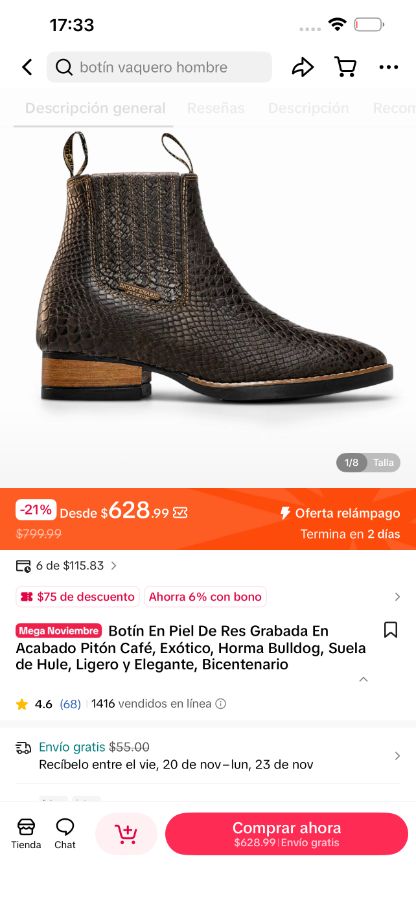 17:33
botín vaquero hombre
Descripción general Reseñas Descripción Recom
1/8 Talla
-21% Desde $628.99
$799.99
Oferta relámpago
Termina en 2 días
6 de $115.83
$75 de descuento Ahorra 6% con bono
Mega Noviembre Botín En Piel De Res Grabada En
Acabado Pitón Café, Exótico, Horma Bulldog, Suela
de Hule, Ligero y Elegante, Bicentenario
4.6 (68) 1416 vendidos en línea
Envío gratis $55.00
Recíbelo entre el vie, 20 de nov–lun, 23 de nov
Tienda
Chat
Comprar ahora
$628.99 | Envío gratis